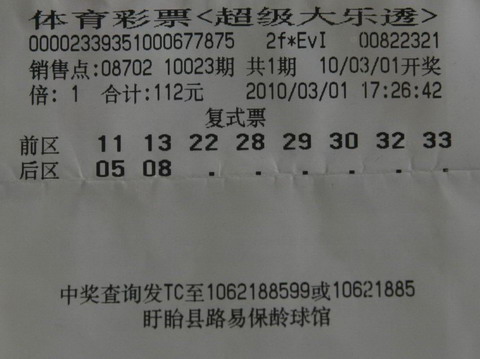 体育彩票<超级大乐透>
00002339351000677875 2f*EvI 00822321
销售点:08702 10023期 共1期 10/03/01开奖
倍: 1 合计:112元 2010/03/01 17:26:42
复式票
前区 11 13 22 28 29 30 32 33
后区 05 08 . . . . . .
中奖查询发TC至1062188599或10621885
盱眙县路易保龄球馆